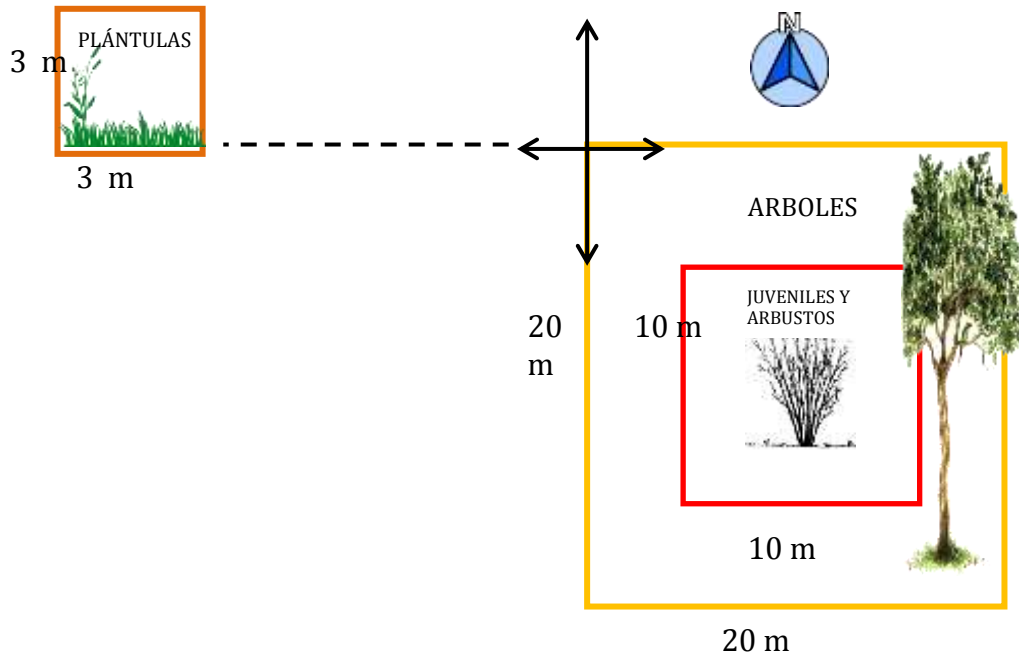 PLÁNTULAS
3 m
3 m
N
ARBOLES
JUVENILES Y
ARBUSTOS
20
m
10 m
10 m
20 m